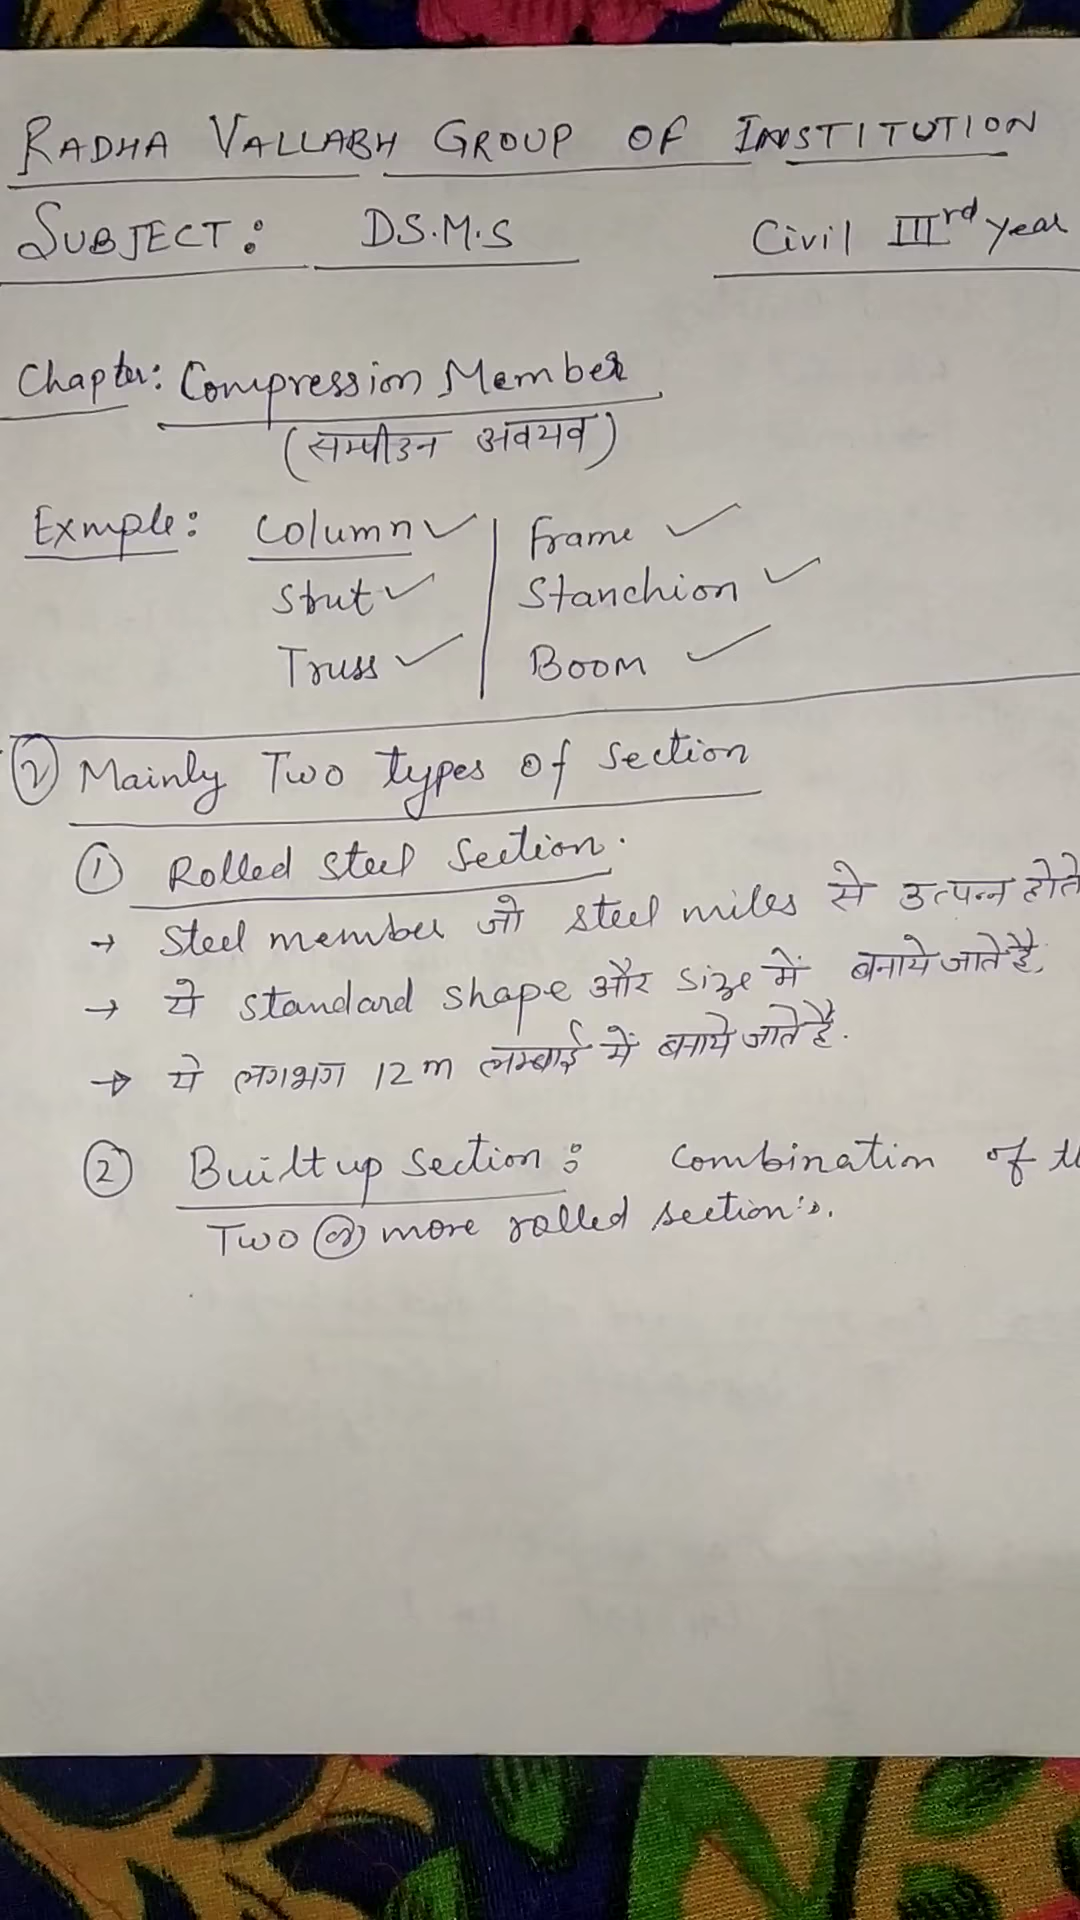 RADHA VALLABH GROUP OF INSTITUTION
SUBJECT: DS.M.S Civil IIIrd year
Chapter: Compression Member
(सम्पीडन अवयव)
Exmple: Column ✓ | Frame ✓
Strut ✓ | Stanchion ✓
Truss ✓ | Boom ✓
② Mainly Two types of Section
① Rolled Steel Section.
→ Steel member जो steel miles से उत्पन्न होते
→ ये standard shape और size में बनाये जाते है,
→ ये लगभग 12 m लम्बाई में बनाये जाते है.
② Builtup Section: Combination of
Two or more rolled section's.